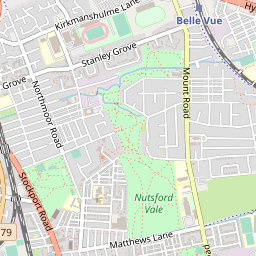 Kirkmanshulme Lane
Belle Vue
Stanley Grove
Grove
Northmoor Road
Mount Road
Stockport Road
Nutsford
Vale
79
Matthews Lane